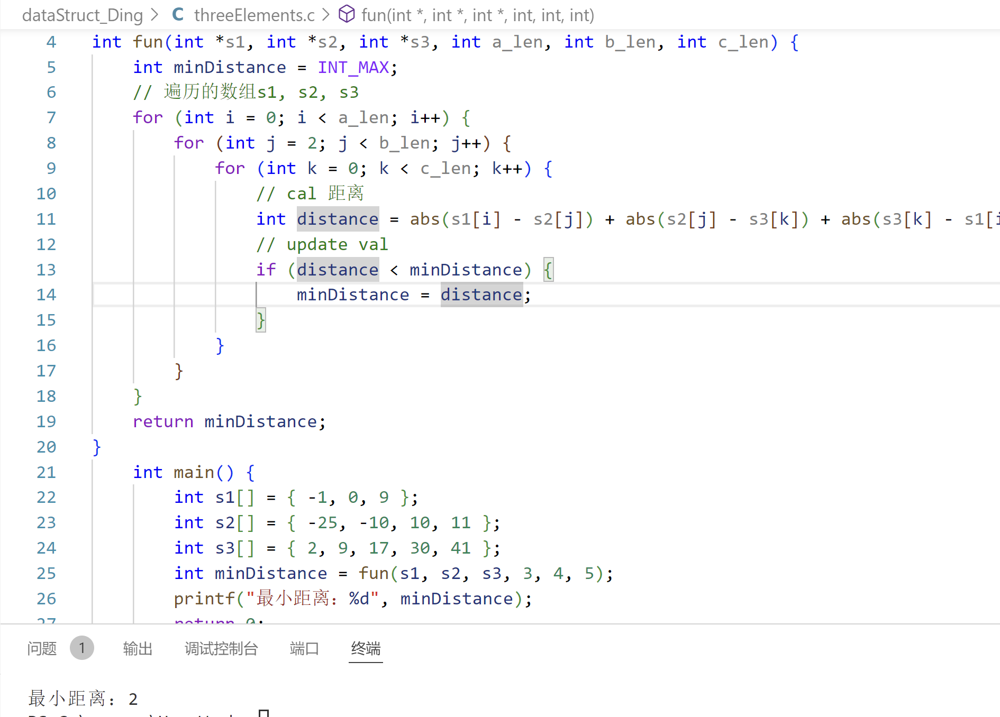 dataStruct_Ding > C threeElements.c > fun(int *, int *, int *, int, int, int)
4 int fun(int *s1, int *s2, int *s3, int a_len, int b_len, int c_len) {
5 int minDistance = INT_MAX;
6 // 遍历的数组s1, s2, s3
7 for (int i = 0; i < a_len; i++) {
8 for (int j = 2; j < b_len; j++) {
9 for (int k = 0; k < c_len; k++) {
10 // cal 距离
11 int distance = abs(s1[i] - s2[j]) + abs(s2[j] - s3[k]) + abs(s3[k] - s1[i
12 // update val
13 if (distance < minDistance) {
14 minDistance = distance;
15 }
16 }
17 }
18 }
19 return minDistance;
20 }
21 int main() {
22 int s1[] = { -1, 0, 9 };
23 int s2[] = { -25, -10, 10, 11 };
24 int s3[] = { 2, 9, 17, 30, 41 };
25 int minDistance = fun(s1, s2, s3, 3, 4, 5);
26 printf("最小距离：%d", minDistance);
27 return 0;
问题 1 输出 调试控制台 端口 终端
最小距离：2